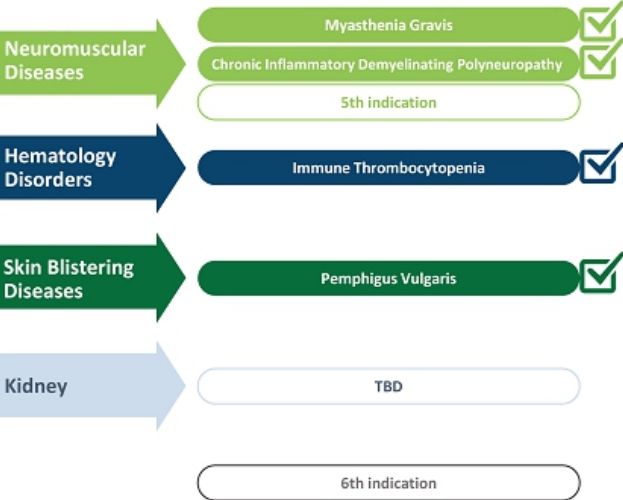 Neuromuscular
Diseases
Myasthenia Gravis
Chronic Inflammatory Demyelinating Polyneuropathy
5th indication
Hematology
Disorders
Immune Thrombocytopenia
Skin Blistering
Diseases
Pemphigus Vulgaris
Kidney
TBD
6th indication